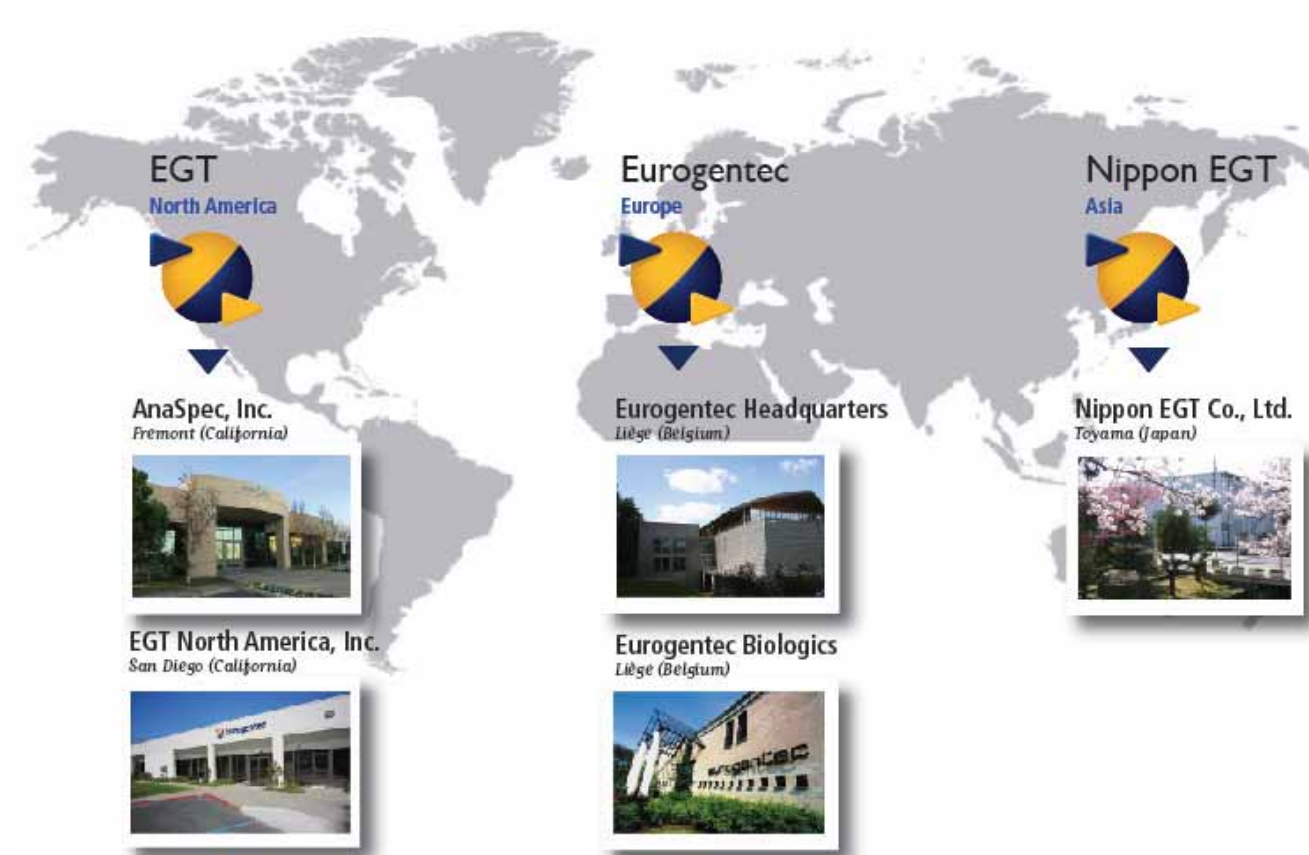 EGT
North America
Eurogentec
Europe
Nippon EGT
Asia
AnaSpec, Inc.
Fremont (California)
Eurogentec Headquarters
Liège (Belgium)
Nippon EGT Co., Ltd.
Toyama (Japan)
EGT North America, Inc.
San Diego (California)
Eurogentec Biologics
Liège (Belgium)
eurogentec
eurogentec